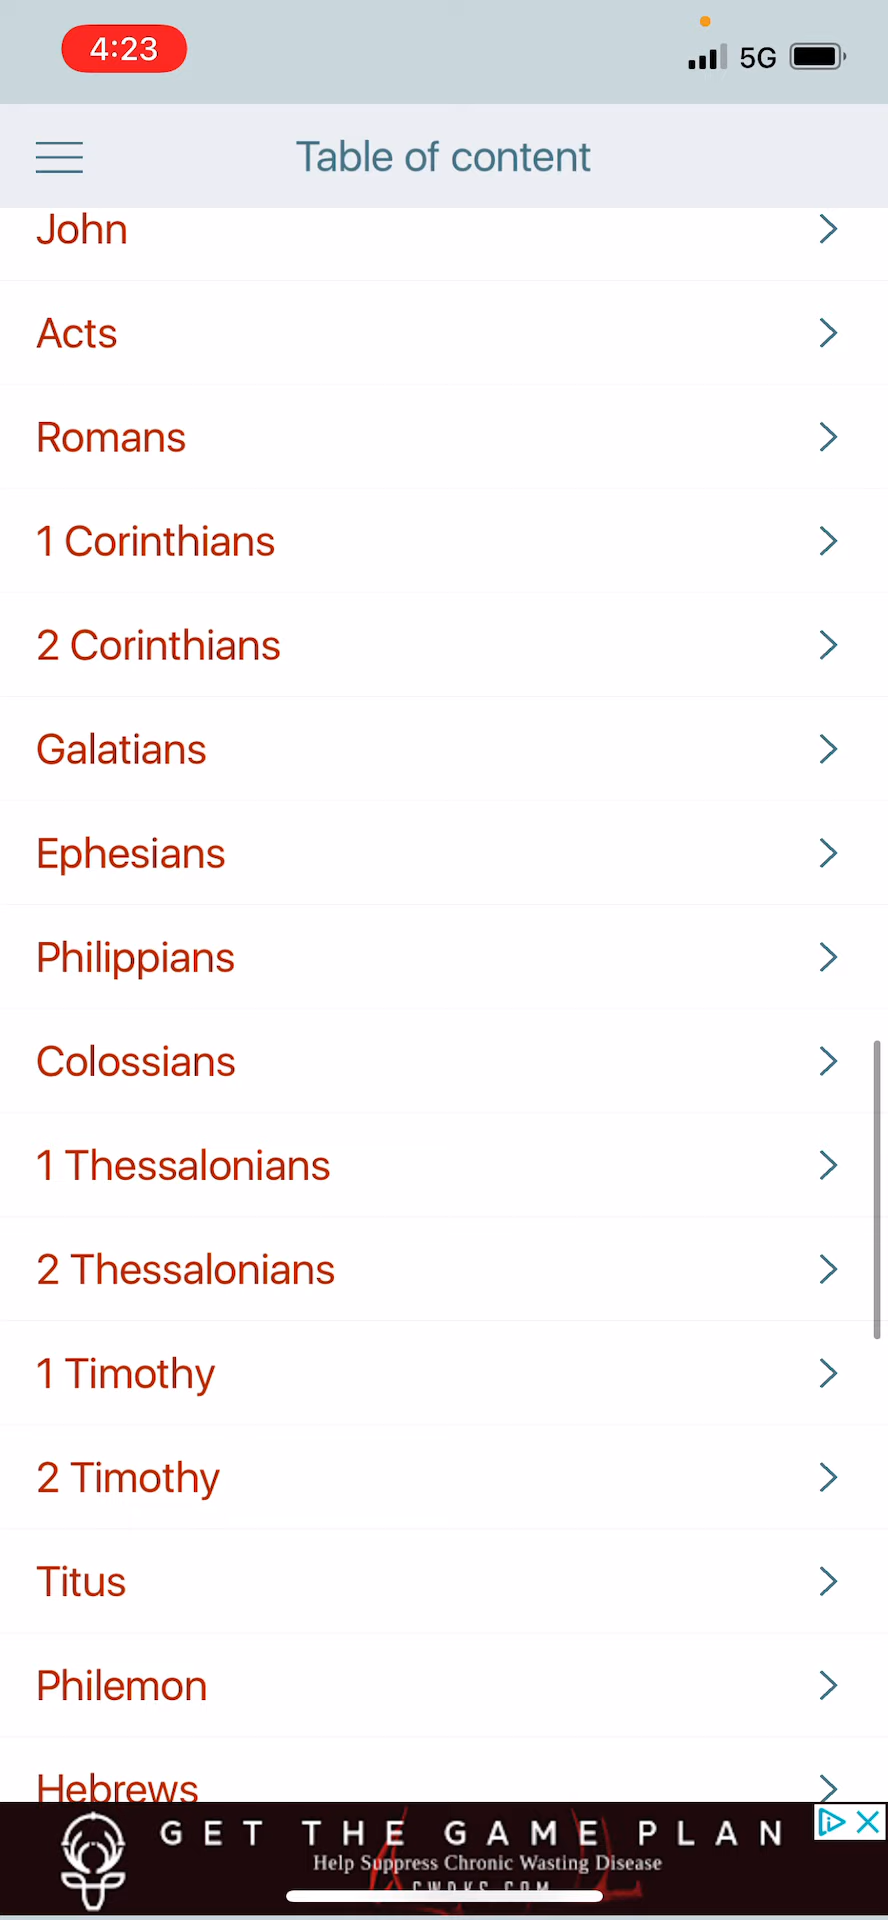 4:23
5G
Table of content
John
Acts
Romans
1 Corinthians
2 Corinthians
Galatians
Ephesians
Philippians
Colossians
1 Thessalonians
2 Thessalonians
1 Timothy
2 Timothy
Titus
Philemon
Hebrews
GET THE GAME PLAN
Help Suppress Chronic Wasting Disease